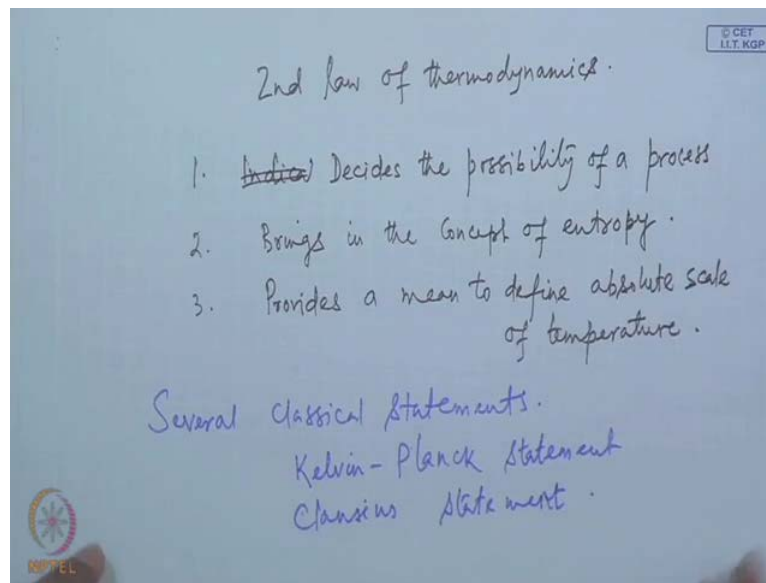 © CET
I.I.T. KGP
2nd law of thermodynamics.
1. Indica Decides the possibility of a process
2. Brings in the Concept of entropy.
3. Provides a mean to define absolute scale
of temperature.
Several Classical Statements.
Kelvin-Planck Statement
Clausius Statement.
NPTEL